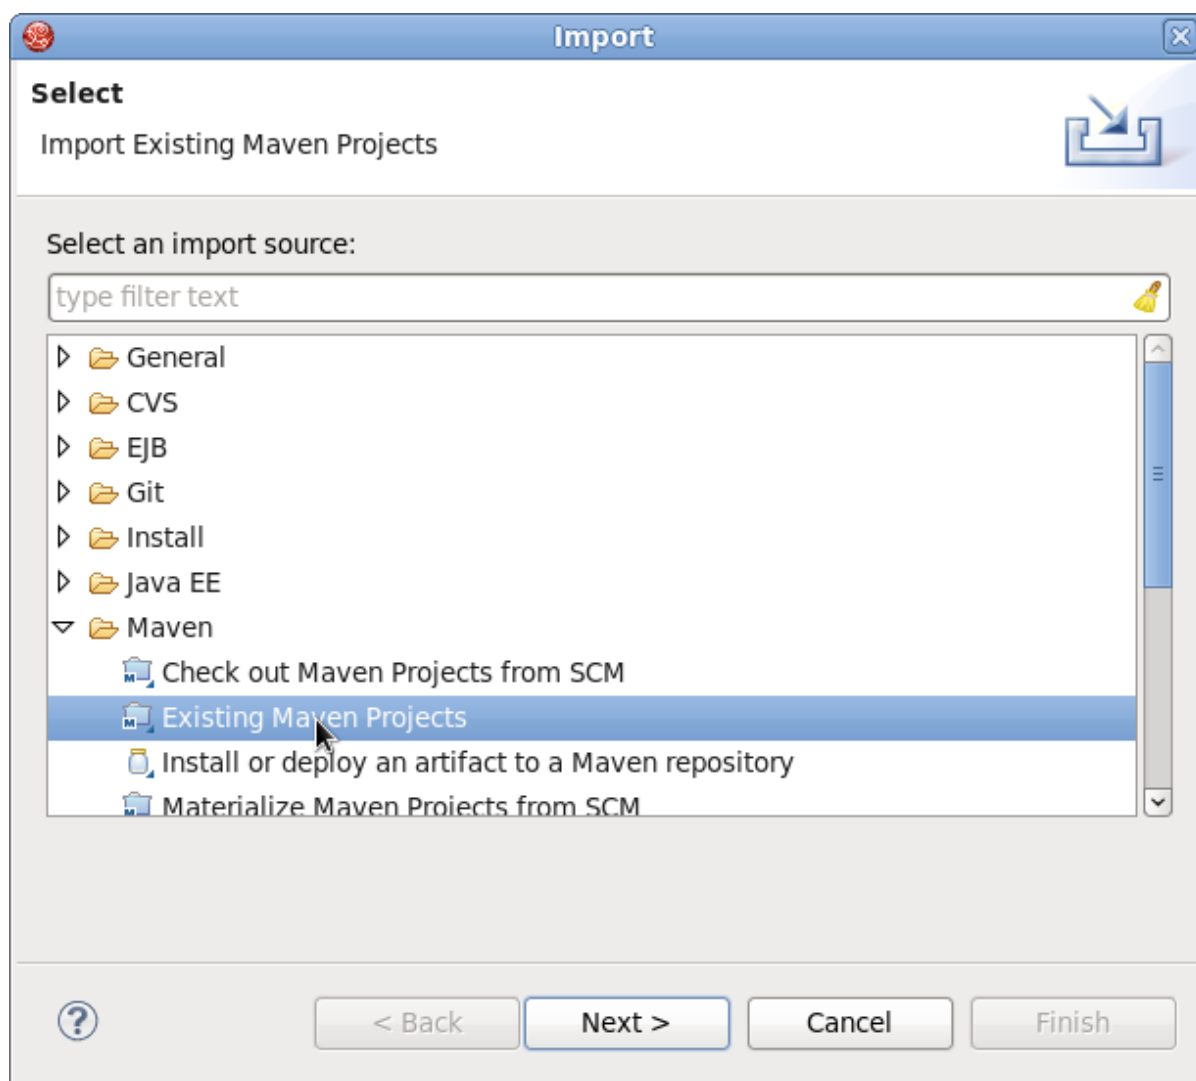 Import
Select
Import Existing Maven Projects
Select an import source:
type filter text
General
CVS
EJB
Git
Install
Java EE
Maven
Check out Maven Projects from SCM
Existing Maven Projects
Install or deploy an artifact to a Maven repository
Materialize Maven Projects from SCM
? < Back Next > Cancel Finish